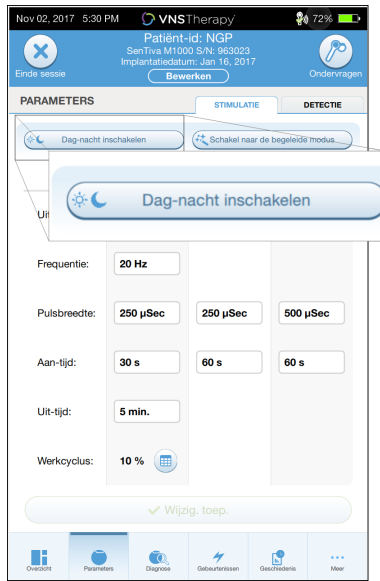 Nov 02, 2017 5:30 PM
VNSTherapy
72%
Patiënt-id: NGP
SenTiva M1000 S/N: 963023
Implantatiedatum: Jan 16, 2017
Einde sessie
Bewerken
Ondervragen
PARAMETERS
STIMULATIE
DETECTIE
Dag-nacht inschakelen
Schakel naar de begeleide modus
Dag-nacht inschakelen
Frequentie:
20 Hz
Pulsbreedte:
250 µSec
250 µSec
500 µSec
Aan-tijd:
30 s
60 s
60 s
Uit-tijd:
5 min.
Werkcyclus:
10 %
Wijzig. toep.
Overzicht
Parameters
Diagnose
Gebeurtenissen
Geschiedenis
Meer